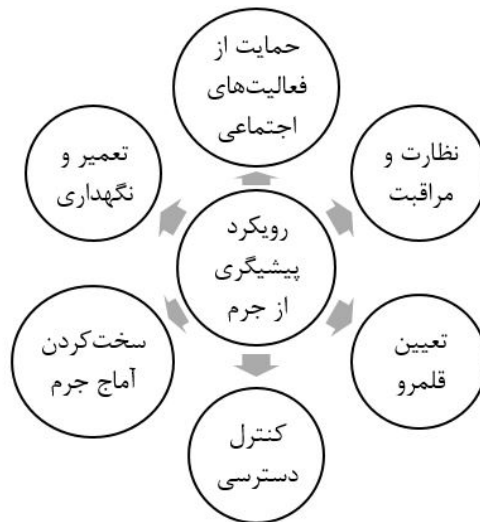 حمایت از
فعالیت‌های
اجتماعی
نظارت و
مراقبت
تعمیر و
نگهداری
رویکرد
پیشیگری
از جرم
تعیین
قلمرو
سخت‌کردن
آماج جرم
کنترل
دسترسی